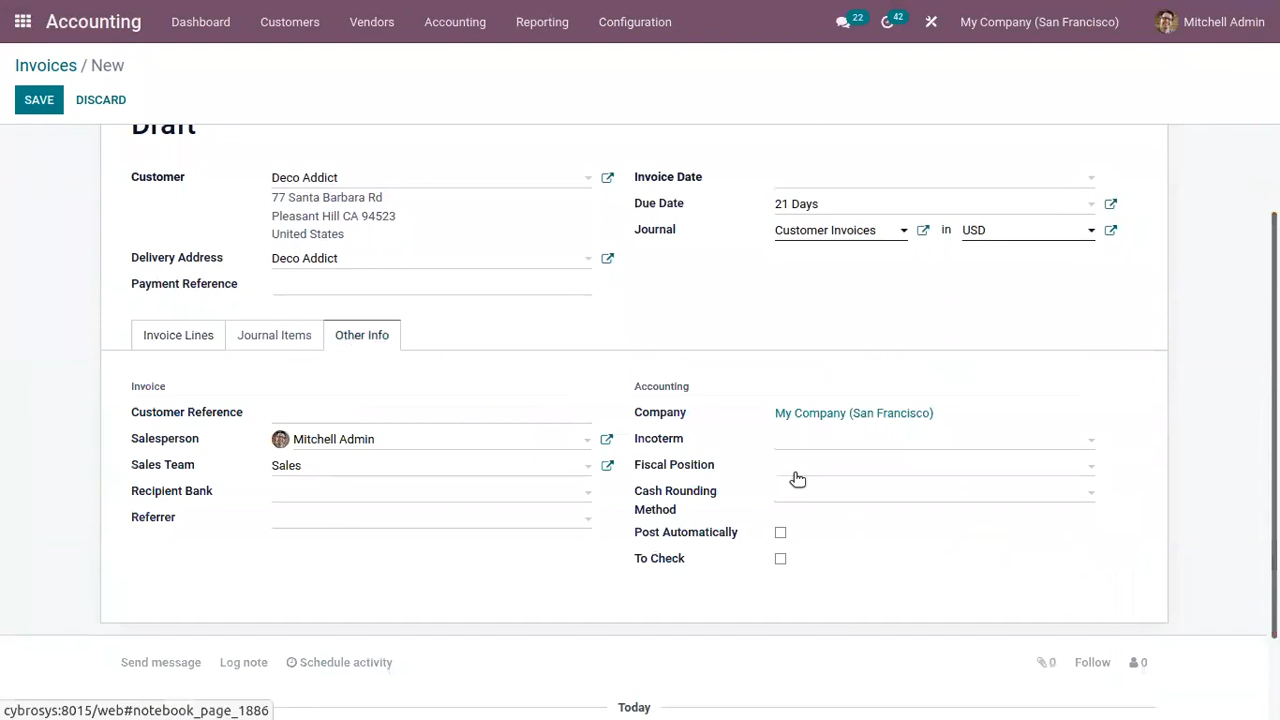 Accounting Dashboard Customers Vendors Accounting Reporting Configuration 22 42 My Company (San Francisco) Mitchell Admin
Invoices / New
SAVE DISCARD
Draft
Customer Deco Addict
77 Santa Barbara Rd
Pleasant Hill CA 94523
United States
Delivery Address Deco Addict
Payment Reference
Invoice Date
Due Date 21 Days
Journal Customer Invoices in USD
Invoice Lines Journal Items Other Info
Invoice
Customer Reference
Salesperson Mitchell Admin
Sales Team Sales
Recipient Bank
Referrer
Accounting
Company My Company (San Francisco)
Incoterm
Fiscal Position
Cash Rounding
Method
Post Automatically
To Check
Send message Log note Schedule activity 0 Follow 0
Today
cybrosys:8015/web#notebook_page_1886